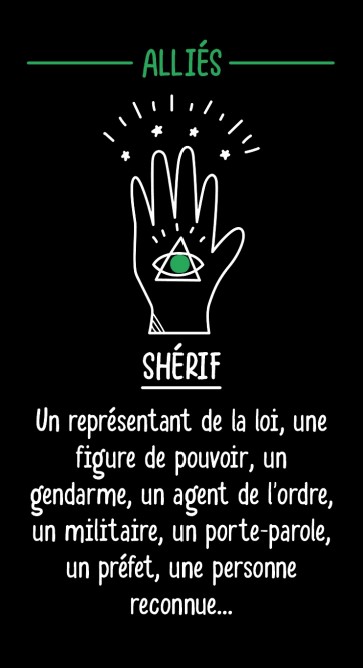 ALLIÉS
SHÉRIF
Un représentant de la loi, une
figure de pouvoir, un
gendarme, un agent de l'ordre,
un militaire, un porte-parole,
un préfet, une personne
reconnue...